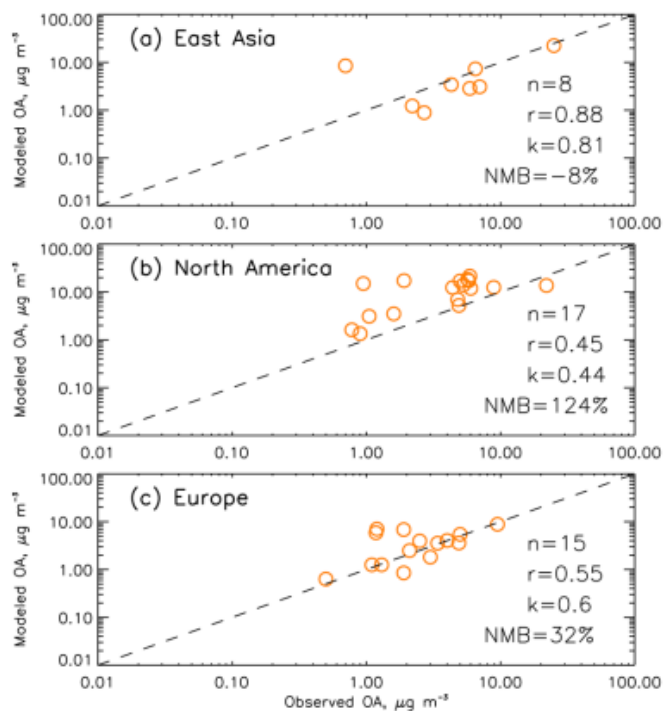 100.00
(a) East Asia
10.00
n=8
1.00
r=0.88
0.10
k=0.81
NMB=−8%
0.01
Modeled OA, μg m⁻³
0.01 0.10 1.00 10.00 100.00
100.00
(b) North America
10.00
n=17
1.00
r=0.45
0.10
k=0.44
NMB=124%
0.01
Modeled OA, μg m⁻³
0.01 0.10 1.00 10.00 100.00
100.00
(c) Europe
10.00
n=15
1.00
r=0.55
0.10
k=0.6
NMB=32%
0.01
Modeled OA, μg m⁻³
0.01 0.10 1.00 10.00 100.00
Observed OA, μg m⁻³